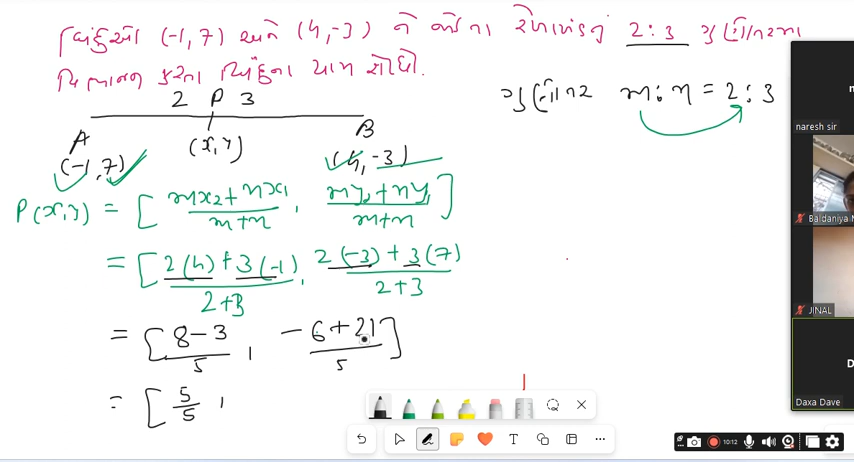 બિંદુઓ (-1, 7) અને (4, -3) ને જોડતા રેખાખંડનું 2:3 ગુણોત્તરમાં
વિભાજન કરતા બિંદુના યામ શોધો.
ગુણોત્તર m:n = 2:3
2 P 3
A B
(x,y)
(-1, 7) (4, -3)
P(x,y) = [ mx₂+nx₁ / m+n , my₂+ny₁ / m+n ]
= [ 2(4)+3(-1) / 2+3 , 2(-3)+3(7) / 2+3 ]
= [ 8-3 / 5 , -6+21 / 5 ]
= [ 5/5 ,
naresh sir
Baldaniya
JINAL
Daxa Dave
10:12